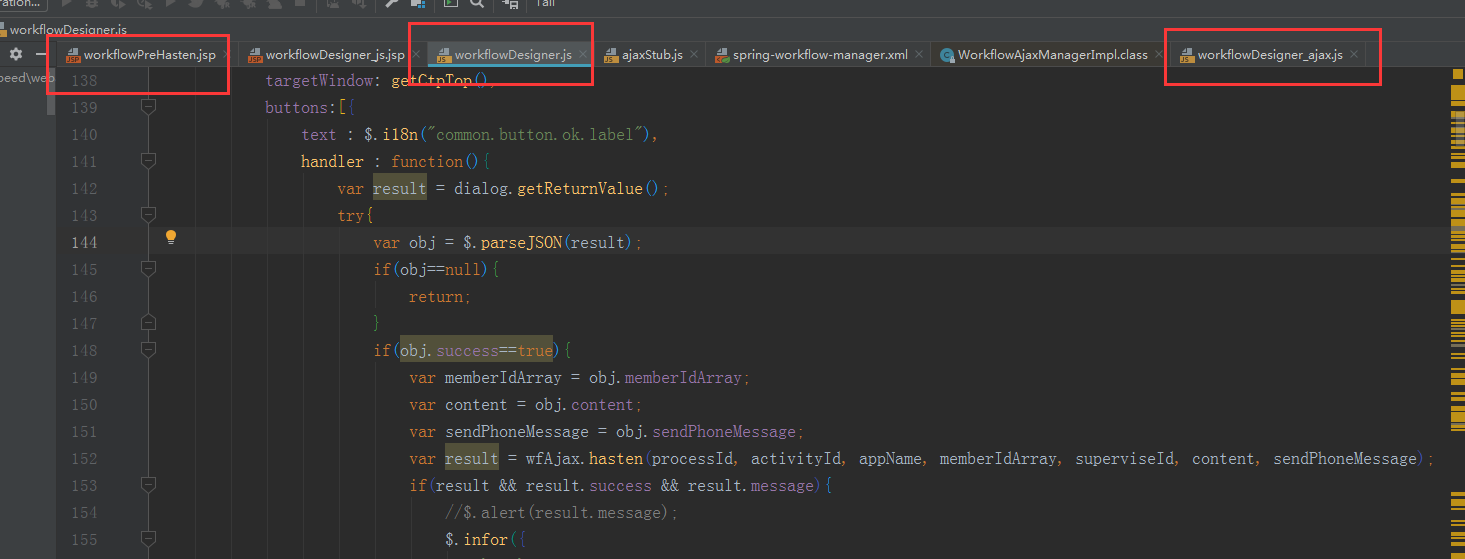 workflowDesigner.js
workflowPreHasten.jsp workflowDesigner_js.jsp workflowDesigner.js ajaxStub.js spring-workflow-manager.xml WorkflowAjaxManagerImpl.class workflowDesigner_ajax.js
peed\web
138 targetWindow: getCtpTop(),
139 buttons:[{
140 text : $.i18n("common.button.ok.label"),
141 handler : function(){
142 var result = dialog.getReturnValue();
143 try{
144 var obj = $.parseJSON(result);
145 if(obj==null){
146 return;
147 }
148 if(obj.success==true){
149 var memberIdArray = obj.memberIdArray;
150 var content = obj.content;
151 var sendPhoneMessage = obj.sendPhoneMessage;
152 var result = wfAjax.hasten(processId, activityId, appName, memberIdArray, superviseId, content, sendPhoneMessage);
153 if(result && result.success && result.message){
154 //$.alert(result.message);
155 $.infor({